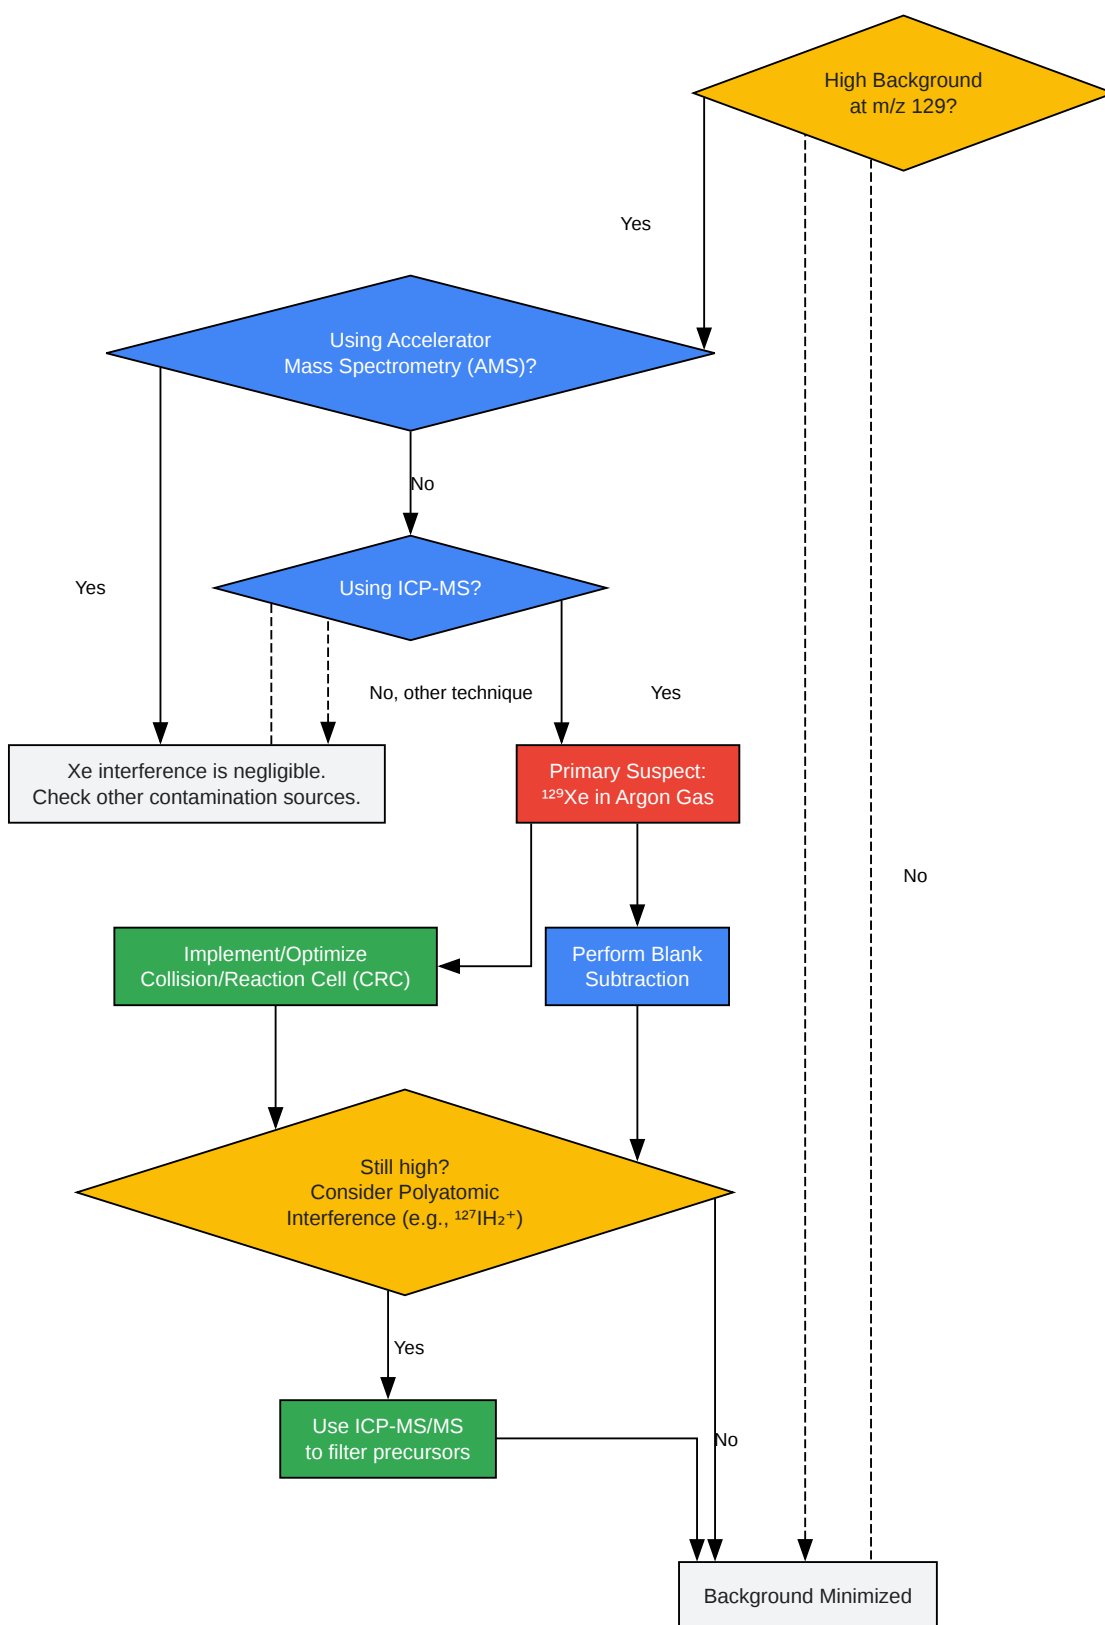 High Background
at m/z 129?
Yes
Using Accelerator
Mass Spectrometry (AMS)?
No
Yes
Using ICP-MS?
No, other technique
Yes
Xe interference is negligible.
Check other contamination sources.
Primary Suspect:
¹²⁹Xe in Argon Gas
No
Implement/Optimize
Collision/Reaction Cell (CRC)
Perform Blank
Subtraction
Still high?
Consider Polyatomic
Interference (e.g., ¹²⁷IH₂⁺)
Yes
Use ICP-MS/MS
to filter precursors
No
Background Minimized